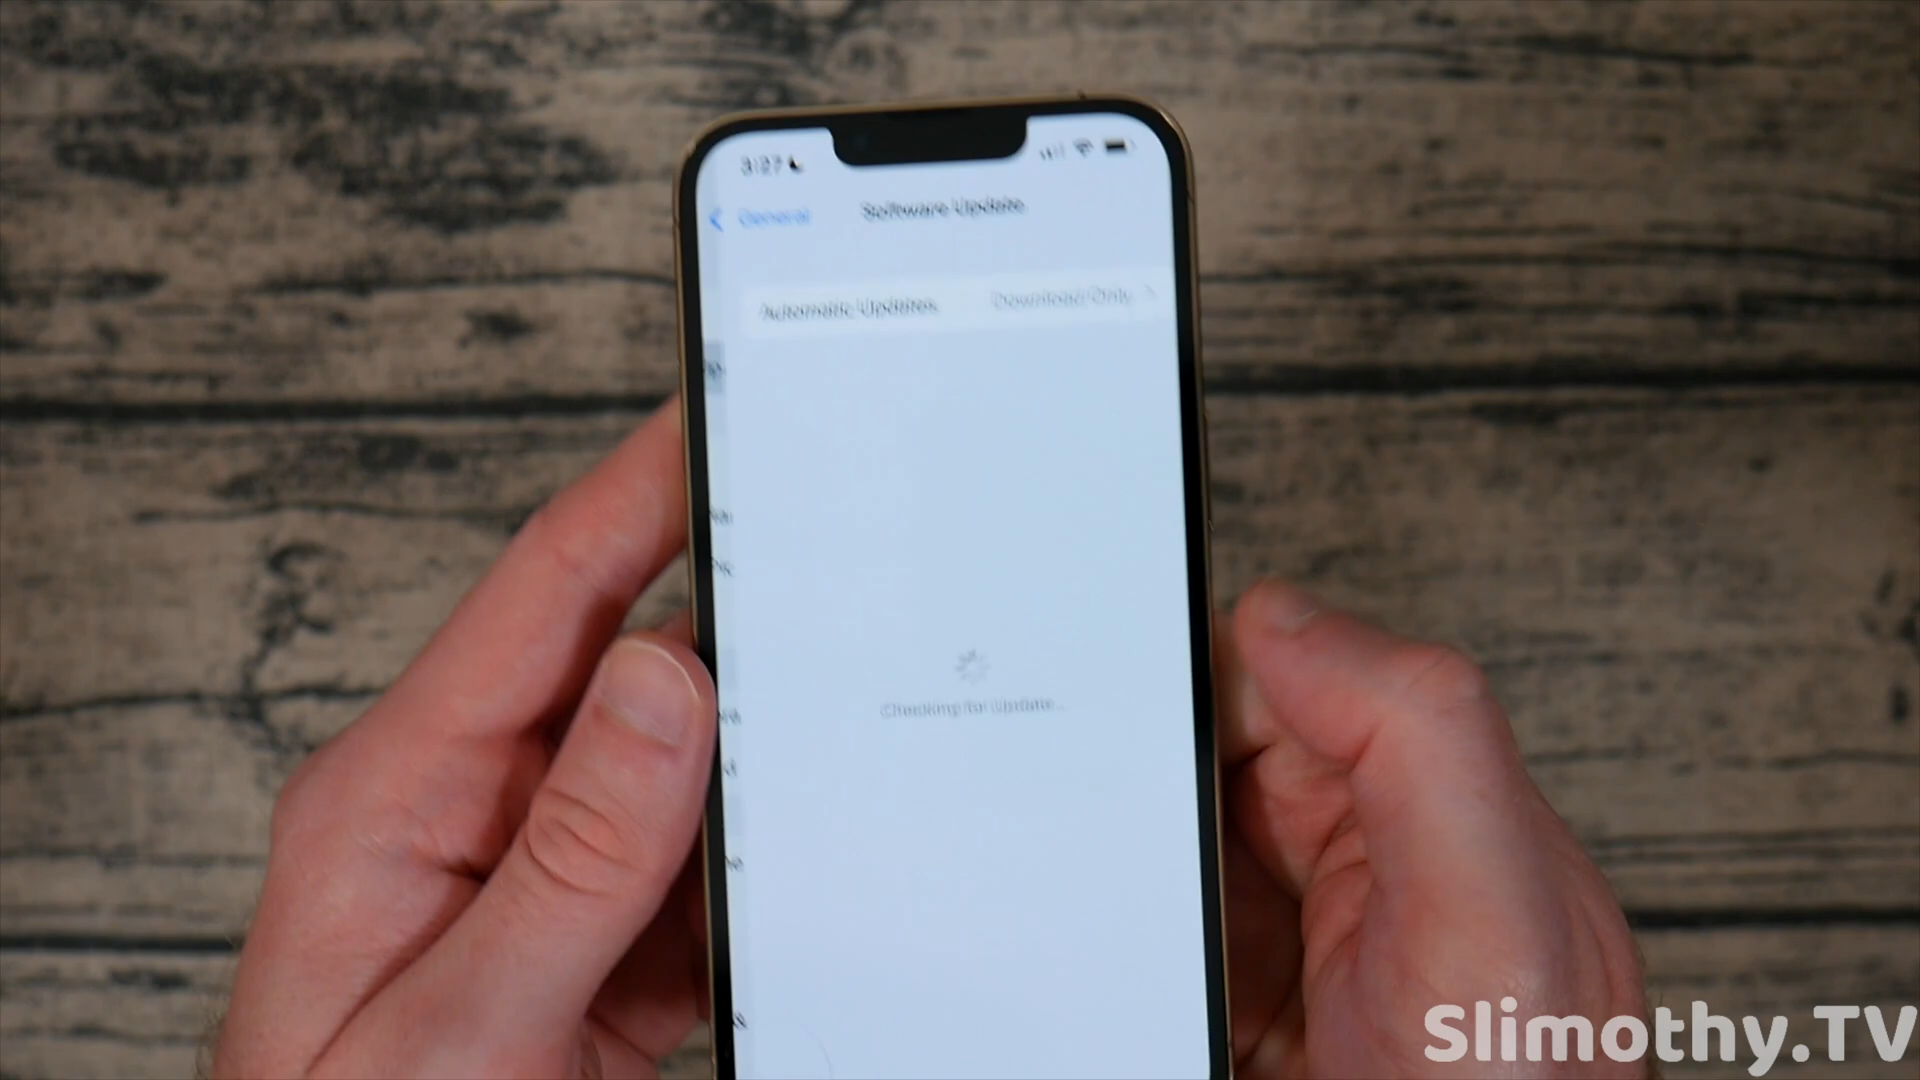 3:27
General
Software Update
Automatic Updates
Download Only
Checking for Update...
Slimothy.TV